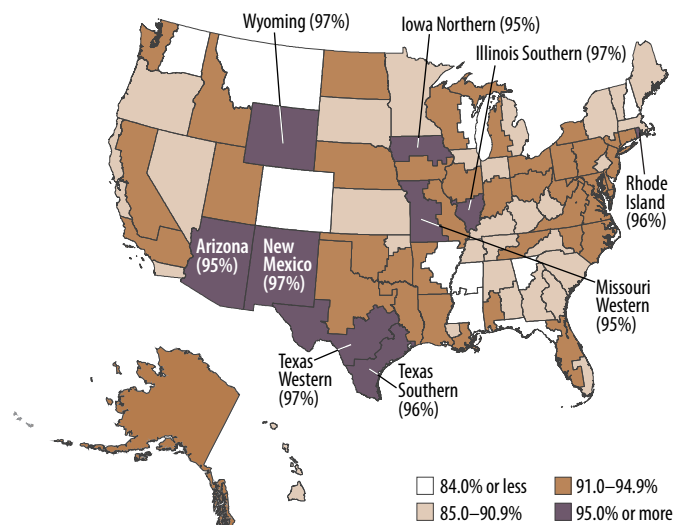 Wyoming (97%)
Iowa Northern (95%)
Illinois Southern (97%)
Rhode
Island
(96%)
Arizona
(95%)
New
Mexico
(97%)
Missouri
Western
(95%)
Texas
Western
(97%)
Texas
Southern
(96%)
84.0% or less
91.0–94.9%
85.0–90.9%
95.0% or more